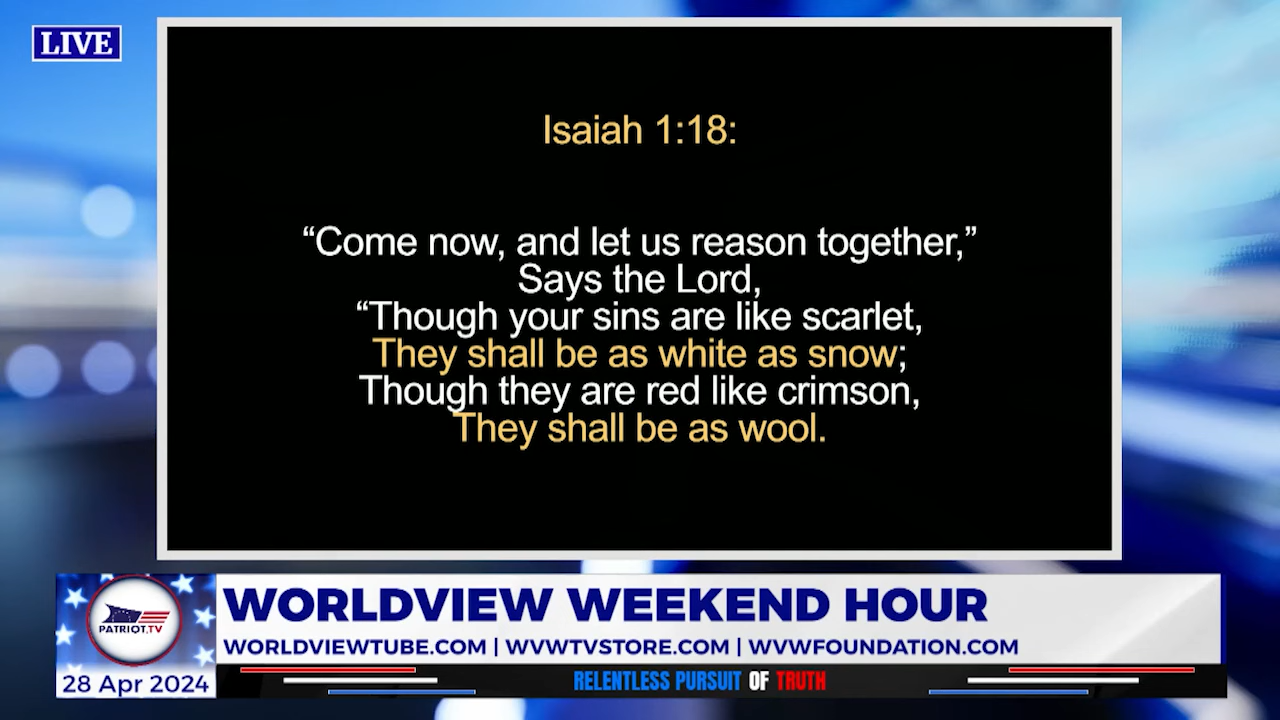 LIVE
Isaiah 1:18:
“Come now, and let us reason together,”
Says the Lord,
“Though your sins are like scarlet,
They shall be as white as snow;
Though they are red like crimson,
They shall be as wool.
WORLDVIEW WEEKEND HOUR
PATRIOT.TV
WORLDVIEWTUBE.COM | WVWTVSTORE.COM | WVWFOUNDATION.COM
28 Apr 2024
RELENTLESS PURSUIT OF TRUTH